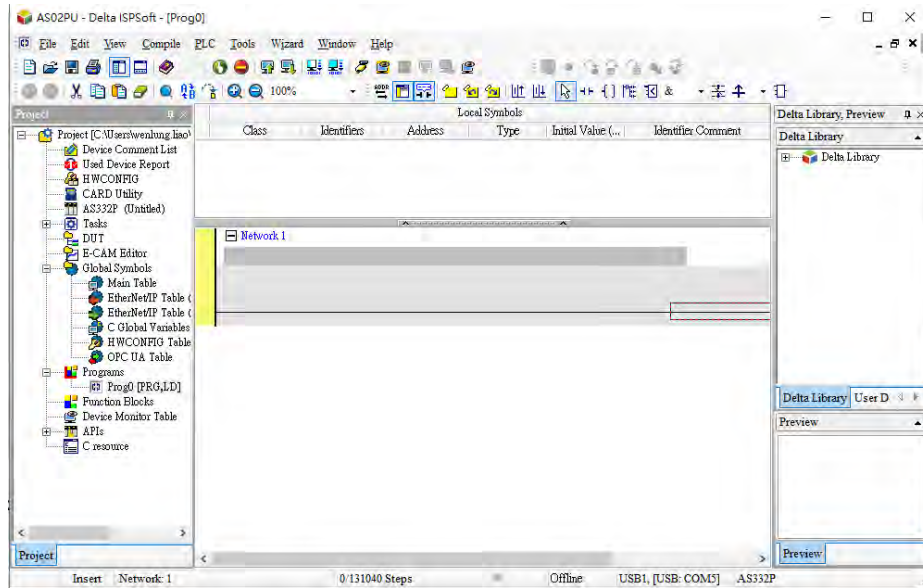 AS02PU - Delta ISPSoft - [Prog0]
File Edit View Compile PLC Tools Wizard Window Help
100%
Project
Project [C:\Users\wenlung.liao\
Device Comment List
Used Device Report
HWCONFIG
CARD Utility
AS332P (Untitled)
Tasks
DUT
E-CAM Editor
Global Symbols
Main Table
EtherNet/IP Table (
EtherNet/IP Table (
C Global Variables
HWCONFIG Table
OPC UA Table
Programs
Prog0 [PRG,LD]
Function Blocks
Device Monitor Table
APIs
C resource
Project
Local Symbols
Class Identifiers Address Type Initial Value (... Identifier Comment
Network 1
Delta Library, Preview
Delta Library
Delta Library
Delta Library User D
Preview
Preview
Insert Network: 1 0/131040 Steps Offline USB1, [USB: COM5] AS332P